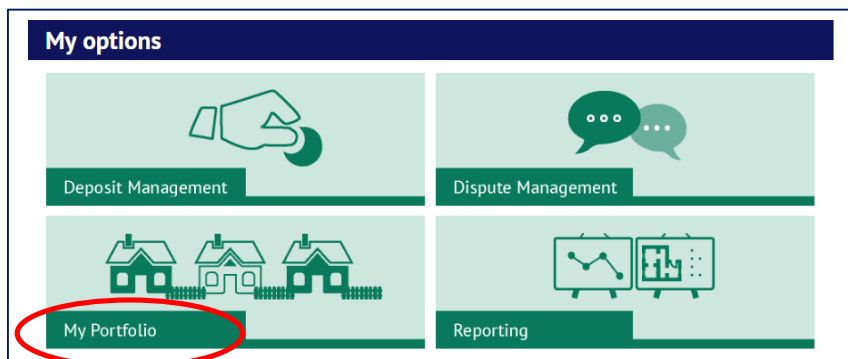 My options
Deposit Management
Dispute Management
My Portfolio
Reporting